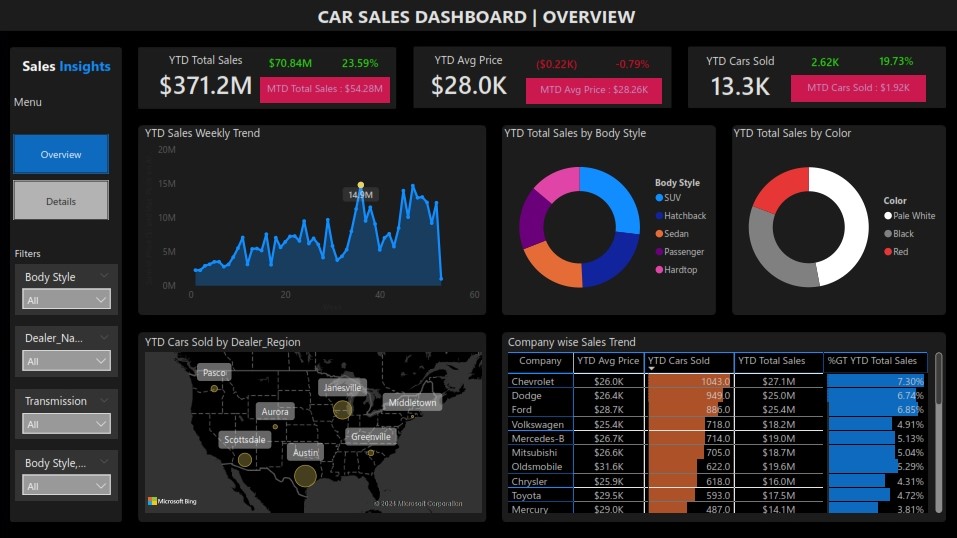 CAR SALES DASHBOARD | OVERVIEW
Sales Insights
Menu
Overview
Details
Filters
Body Style
All
Dealer_Na...
All
Transmission
All
Body Style,...
All
YTD Total Sales
$70.84M 23.59%
$371.2M
MTD Total Sales : $54.28M
YTD Avg Price
($0.22K) -0.79%
$28.0K
MTD Avg Price : $28.26K
YTD Cars Sold
2.62K 19.73%
13.3K
MTD Cars Sold : $1.92K
YTD Sales Weekly Trend
20M
15M
10M
5M
0M
14.9M
0 20 40 60
YTD Total Sales by Body Style
Body Style
SUV
Hatchback
Sedan
Passenger
Hardtop
YTD Total Sales by Color
Color
Pale White
Black
Red
YTD Cars Sold by Dealer_Region
Pasco
Janesville
Aurora
Middletown
Scottsdale
Greenville
Austin
Microsoft Bing
© 2024 Microsoft Corporation
Company wise Sales Trend
Company YTD Avg Price YTD Cars Sold YTD Total Sales %GT YTD Total Sales
Chevrolet $26.0K 1043.0 $27.1M 7.30%
Dodge $26.4K 949.0 $25.0M 6.74%
Ford $28.7K 886.0 $25.4M 6.85%
Volkswagen $25.4K 718.0 $18.2M 4.91%
Mercedes-B $26.7K 714.0 $19.0M 5.13%
Mitsubishi $26.6K 705.0 $18.7M 5.04%
Oldsmobile $31.6K 622.0 $19.6M 5.29%
Chrysler $25.9K 618.0 $16.0M 4.31%
Toyota $29.5K 593.0 $17.5M 4.72%
Mercury $29.0K 487.0 $14.1M 3.81%